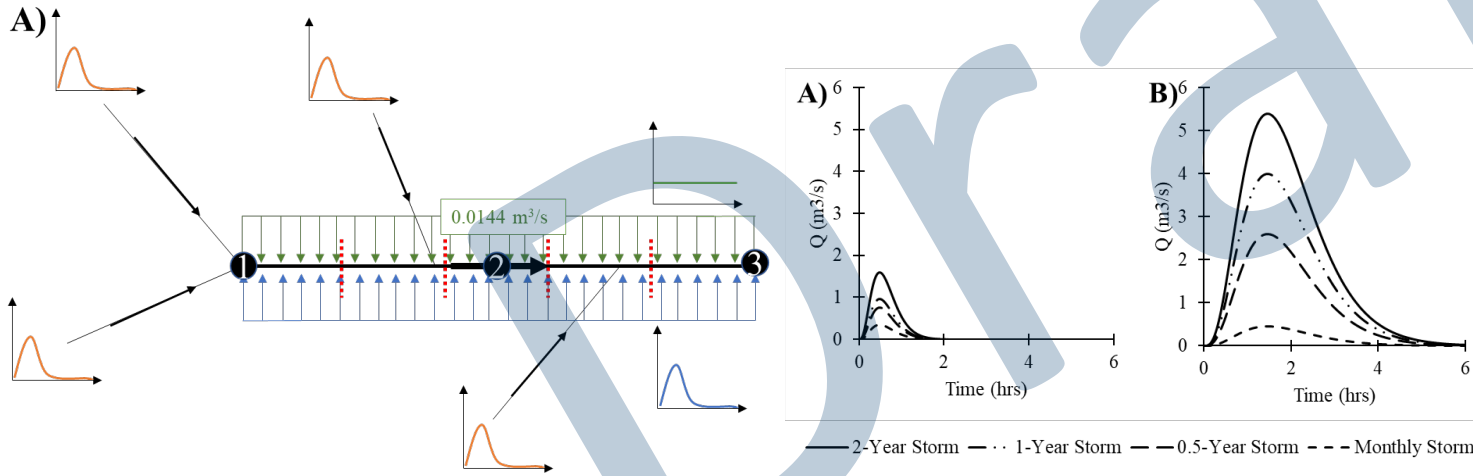 A)
0.0144 m³/s
1
2
3
A)
6
5
4
3
2
1
0
Q (m3/s)
0
2
4
6
Time (hrs)
B)
6
5
4
3
2
1
0
Q (m3/s)
0
2
4
6
Time (hrs)
2-Year Storm
1-Year Storm
0.5-Year Storm
Monthly Storm
Dra